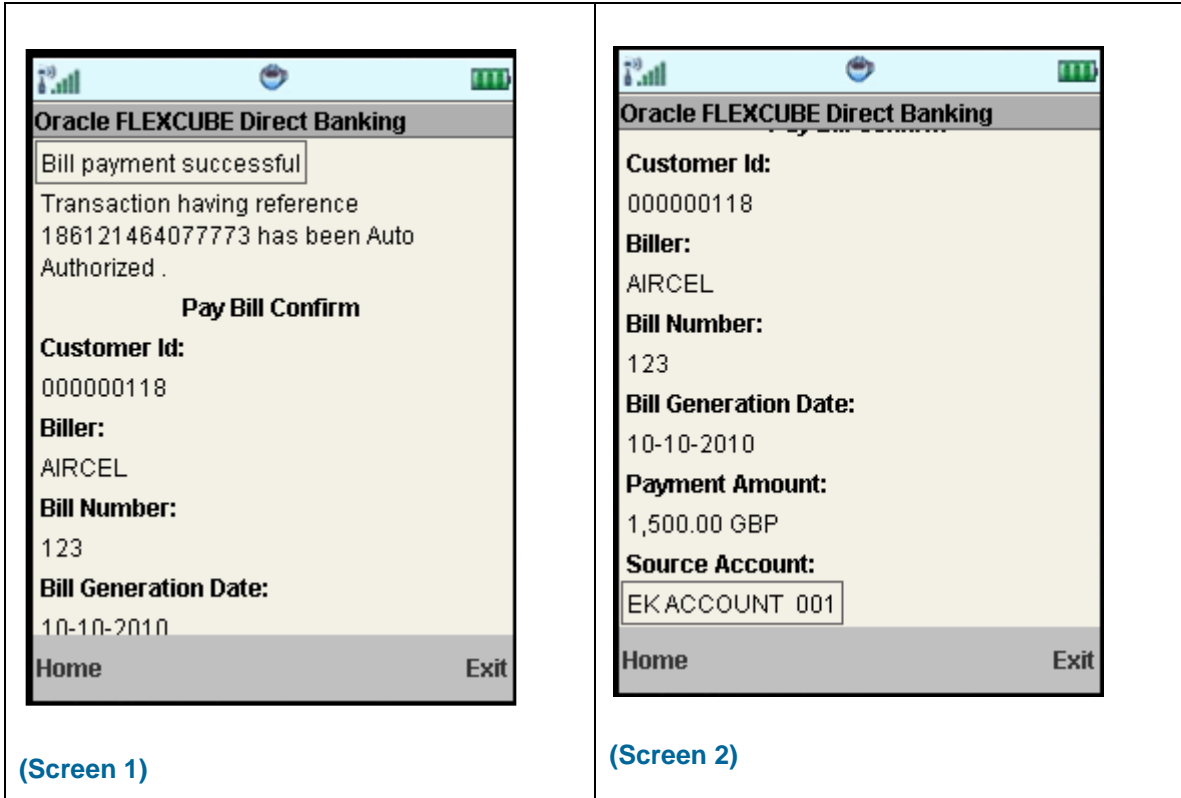 Oracle FLEXCUBE Direct Banking
Bill payment successful
Transaction having reference
186121464077773 has been Auto
Authorized .
Pay Bill Confirm
Customer Id:
000000118
Biller:
AIRCEL
Bill Number:
123
Bill Generation Date:
10-10-2010
Home Exit
(Screen 1)
Oracle FLEXCUBE Direct Banking
Pay Bill Confirm
Customer Id:
000000118
Biller:
AIRCEL
Bill Number:
123
Bill Generation Date:
10-10-2010
Payment Amount:
1,500.00 GBP
Source Account:
EK ACCOUNT 001
Home Exit
(Screen 2)